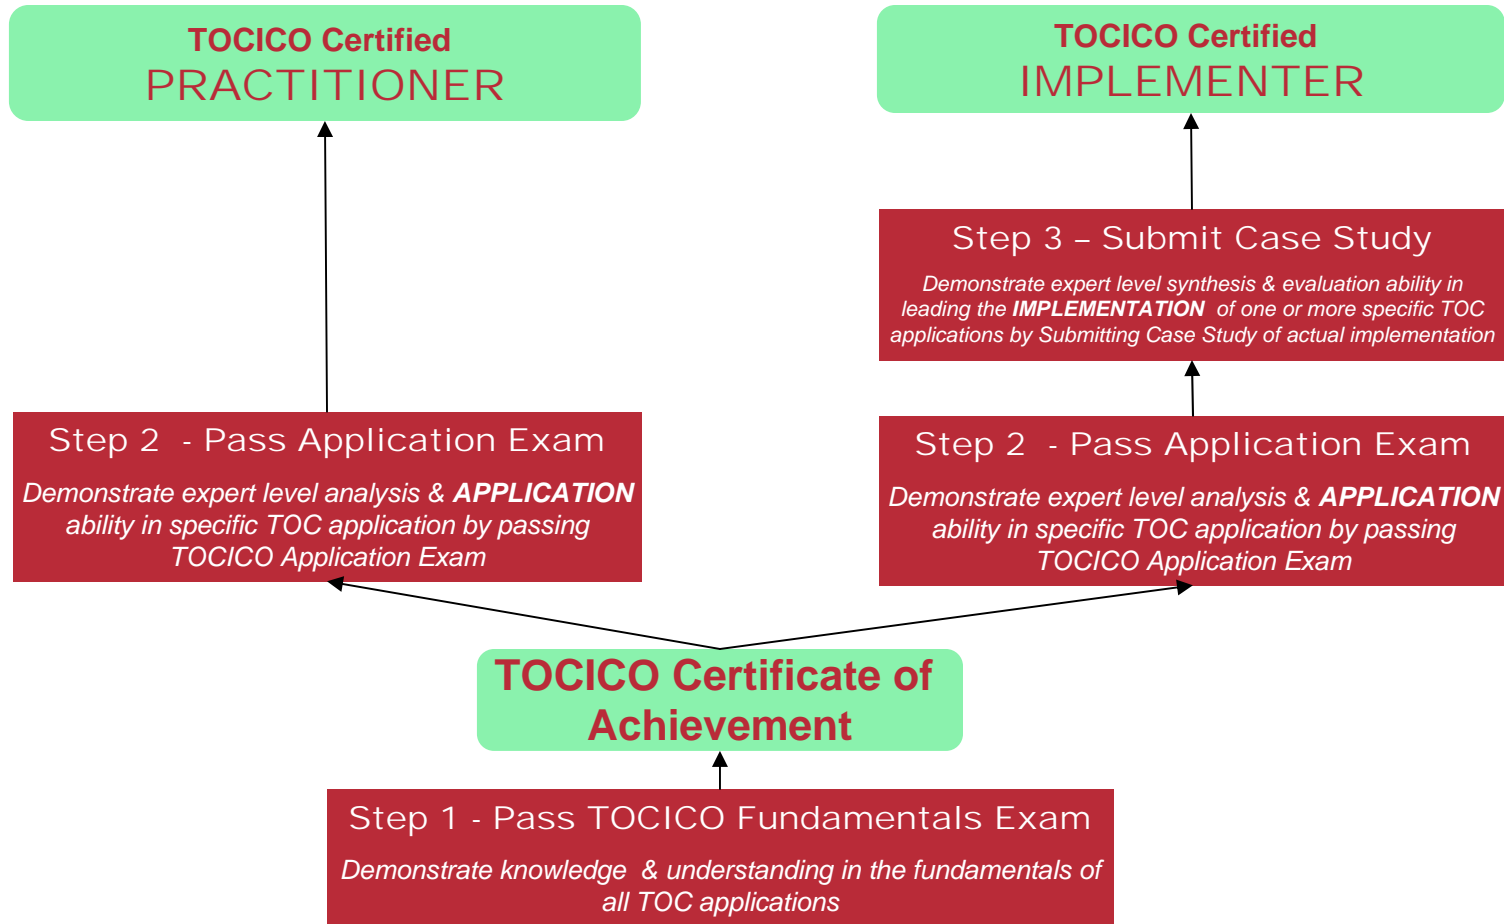 TOCICO Certified
PRACTITIONER
TOCICO Certified
IMPLEMENTER
Step 3 – Submit Case Study
Demonstrate expert level synthesis & evaluation ability in
leading the IMPLEMENTATION of one or more specific TOC
applications by Submitting Case Study of actual implementation
Step 2 - Pass Application Exam
Demonstrate expert level analysis & APPLICATION
ability in specific TOC application by passing
TOCICO Application Exam
Step 2 - Pass Application Exam
Demonstrate expert level analysis & APPLICATION
ability in specific TOC application by passing
TOCICO Application Exam
TOCICO Certificate of
Achievement
Step 1 - Pass TOCICO Fundamentals Exam
Demonstrate knowledge & understanding in the fundamentals of
all TOC applications